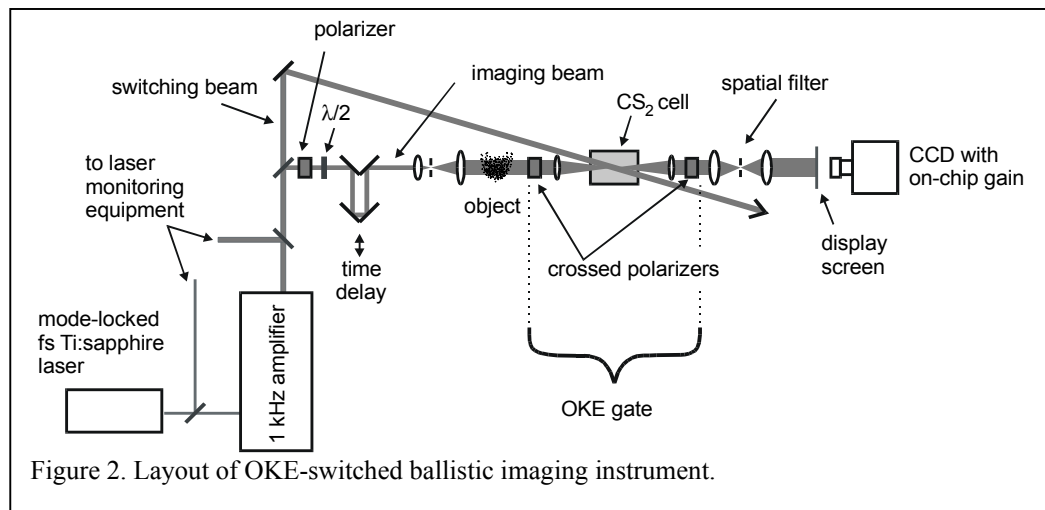 polarizer
switching beam
imaging beam
spatial filter
λ/2
CS2 cell
to laser
monitoring
equipment
CCD with
on-chip gain
object
time
delay
crossed polarizers
display
screen
mode-locked
fs Ti:sapphire
laser
1 kHz amplifier
OKE gate
Figure 2. Layout of OKE-switched ballistic imaging instrument.